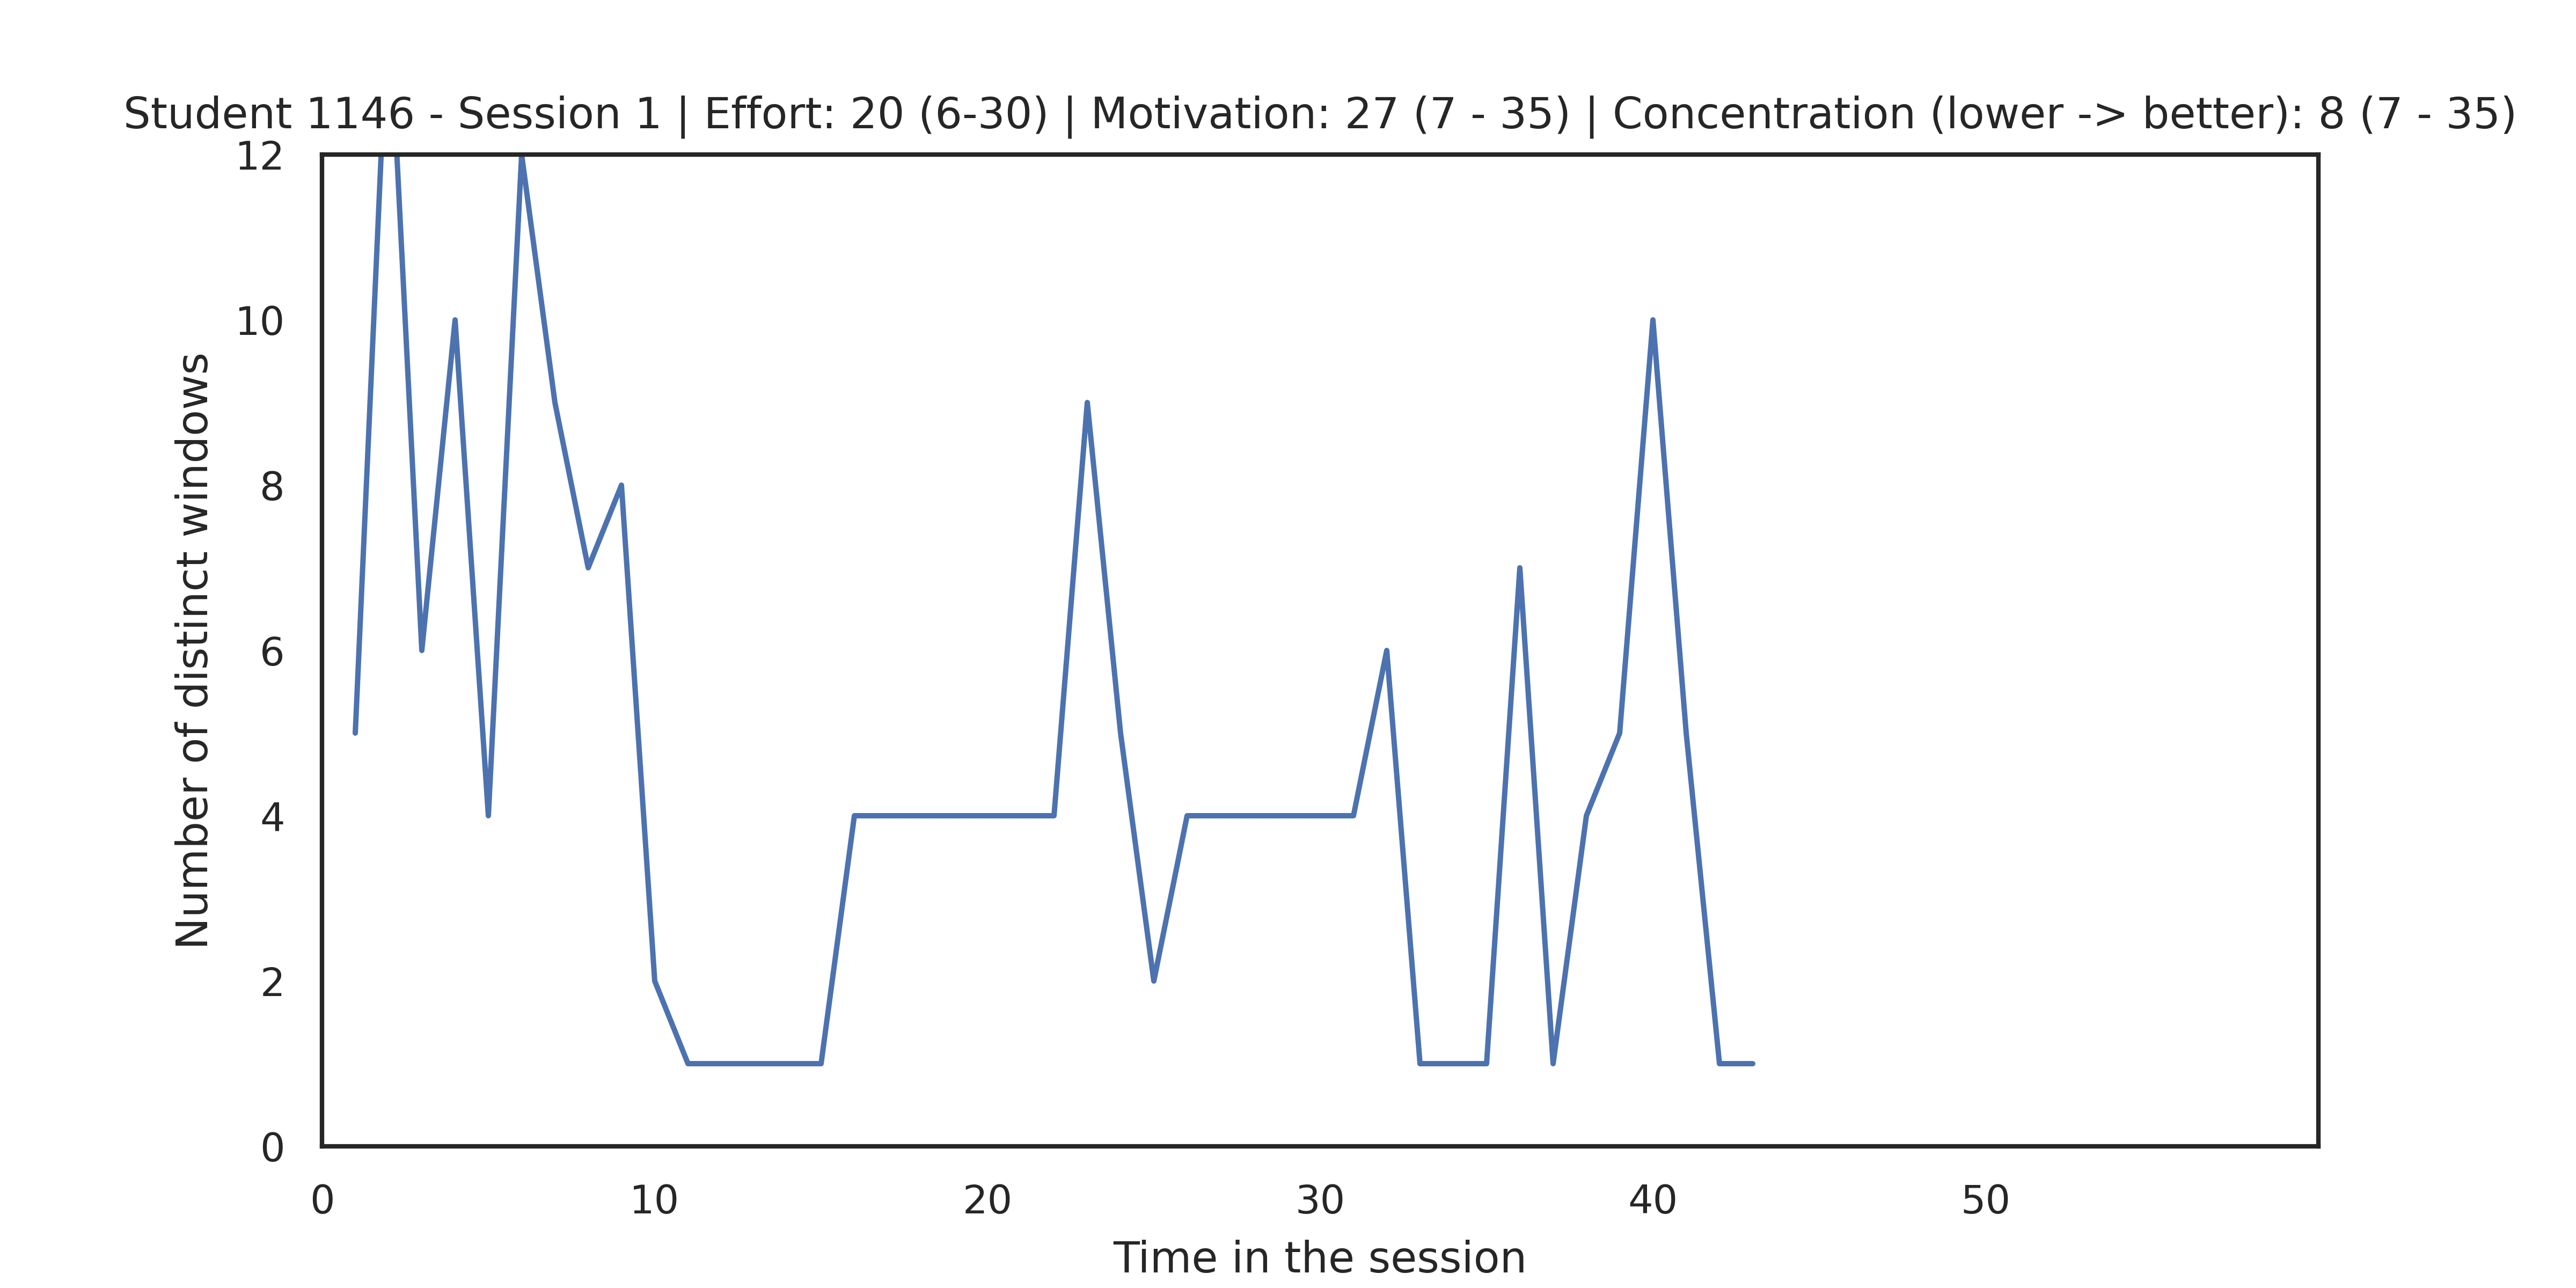 Student 1146 - Session 1 | Effort: 20 (6-30) | Motivation: 27 (7 - 35) | Concentration (lower -> better): 8 (7 - 35)
12
10
8
6
4
2
0
Number of distinct windows
0 10 20 30 40 50
Time in the session